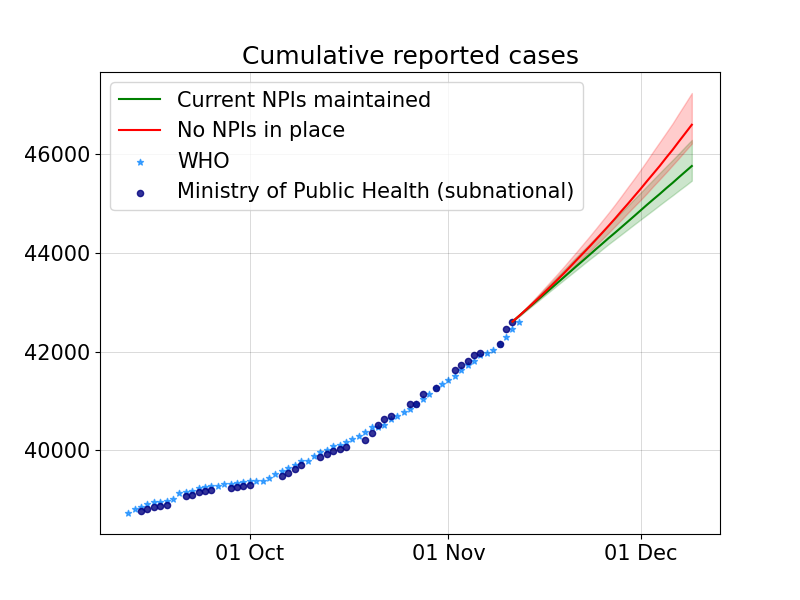 Cumulative reported cases
Current NPIs maintained
No NPIs in place
WHO
Ministry of Public Health (subnational)
46000
44000
42000
40000
01 Oct
01 Nov
01 Dec